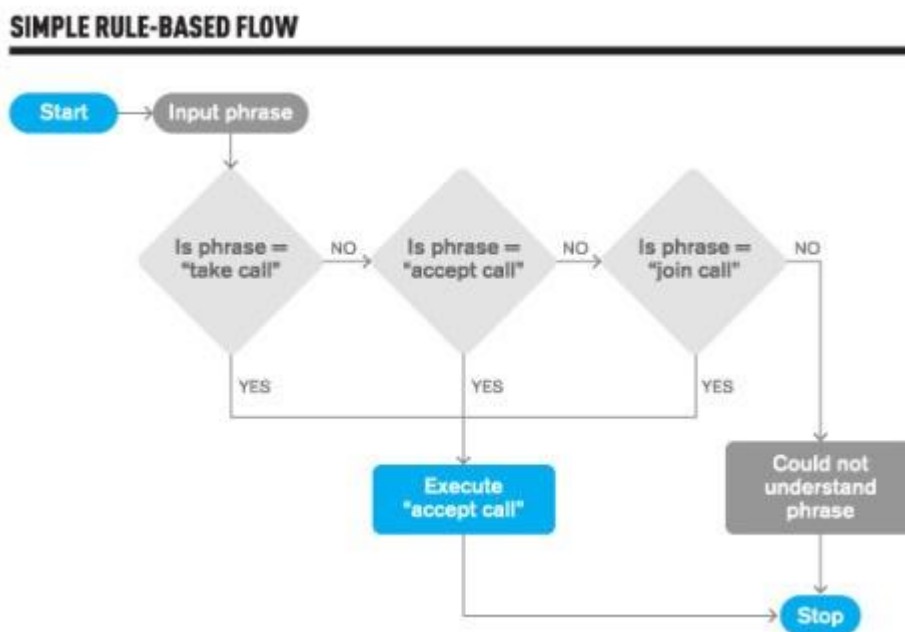 SIMPLE RULE-BASED FLOW
Start
Input phrase
Is phrase =
“take call”
NO
Is phrase =
“accept call”
NO
Is phrase =
“join call”
NO
YES
YES
YES
Execute
“accept call”
Could not
understand
phrase
Stop